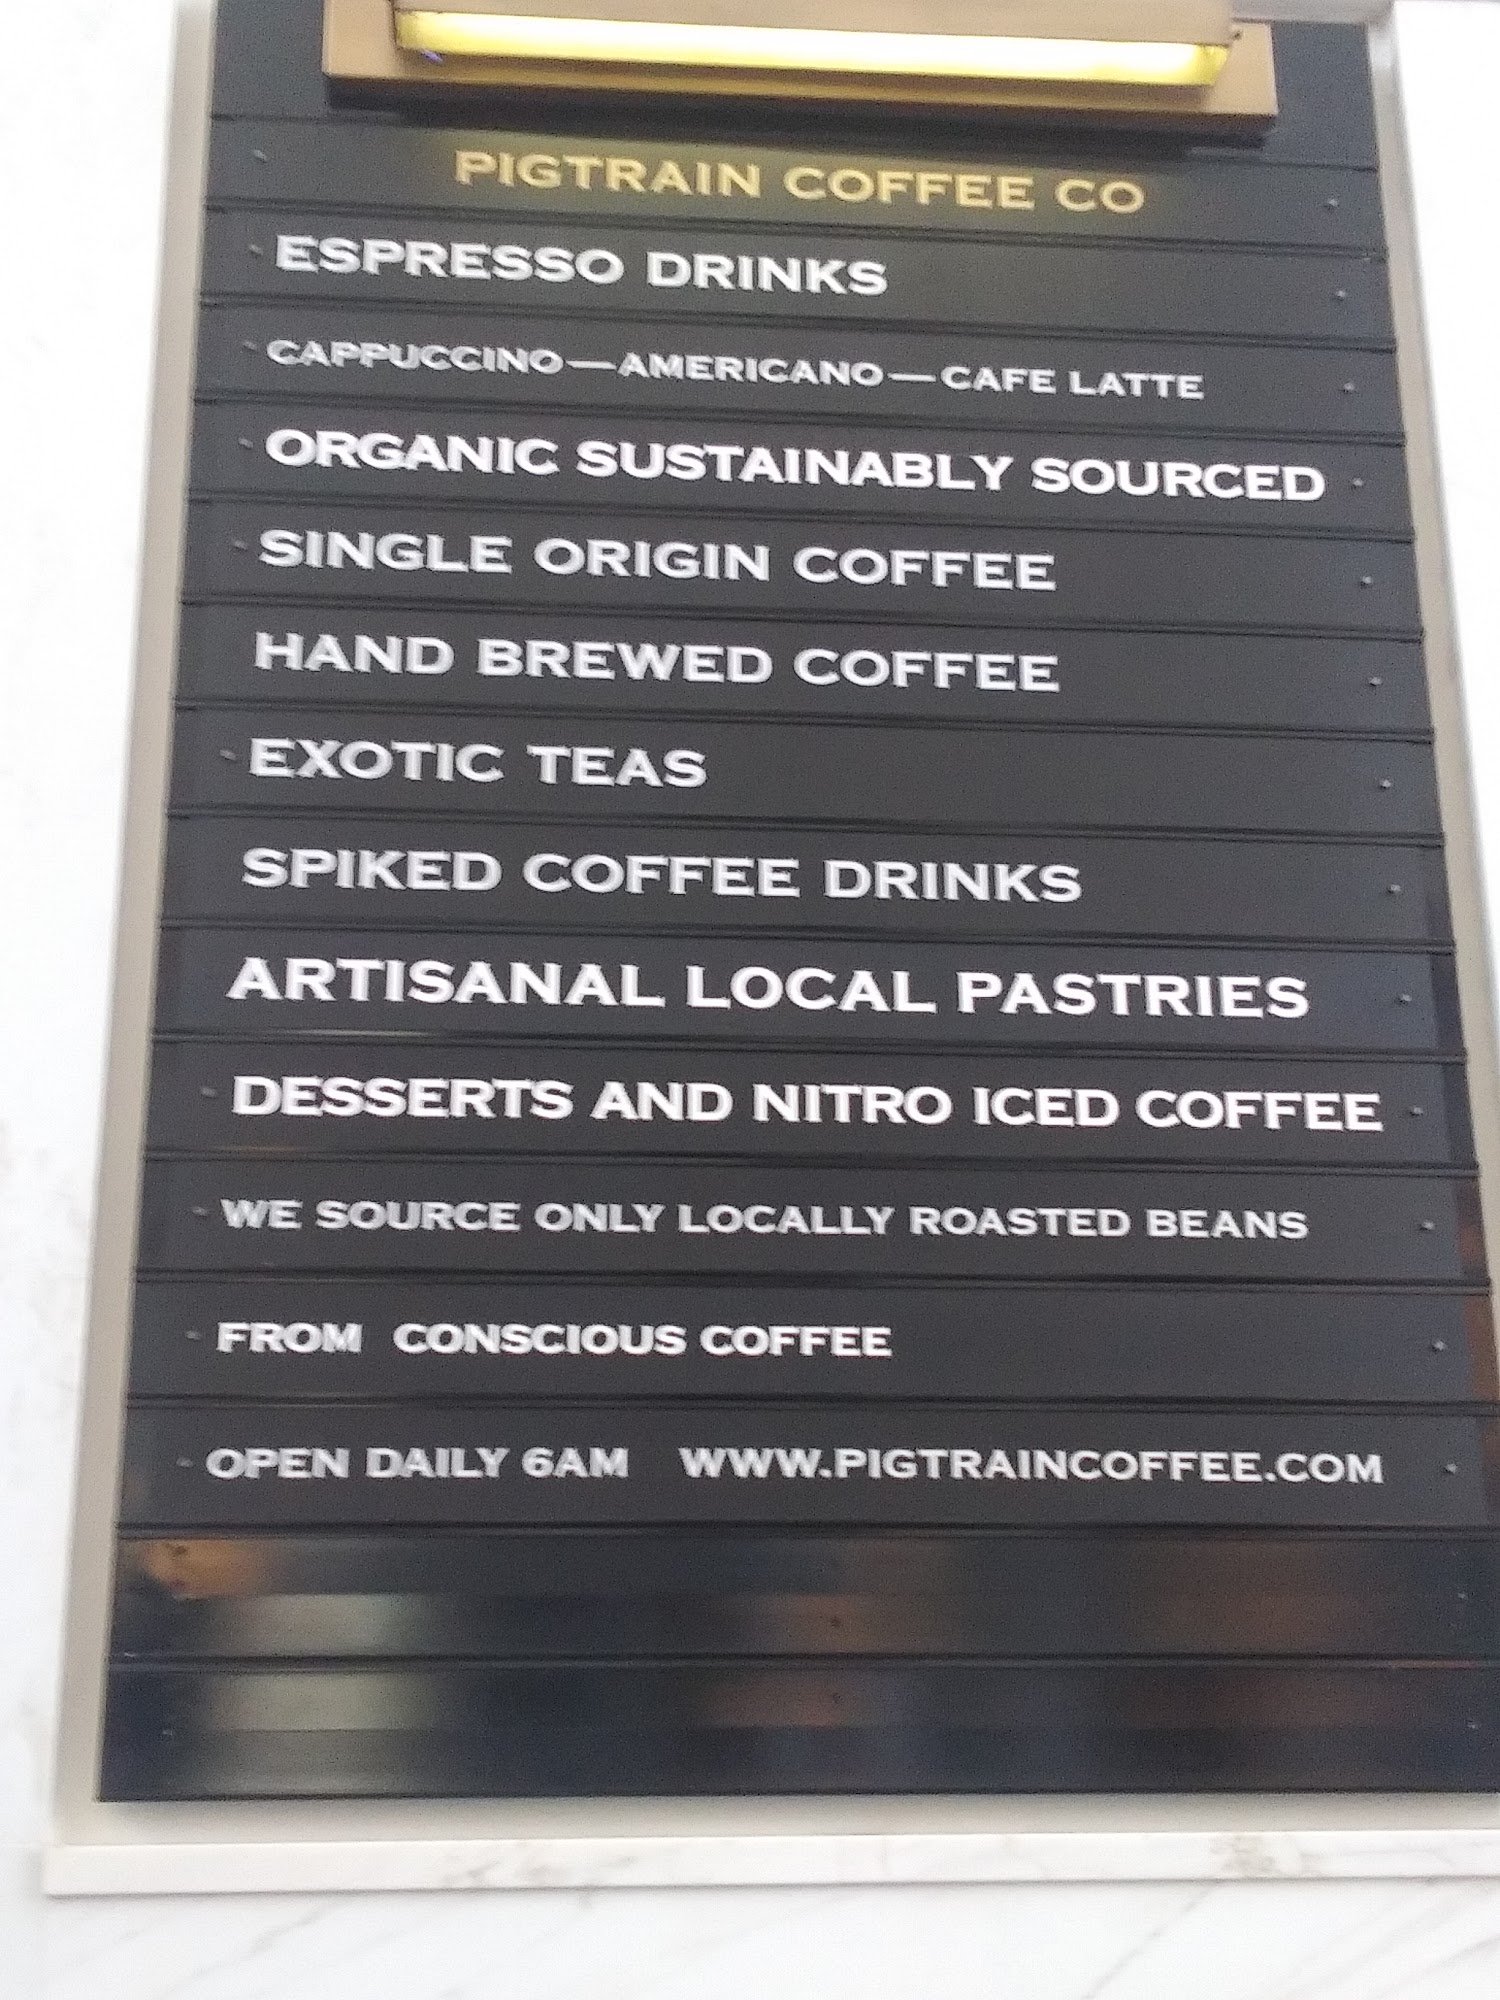 PIGTRAIN COFFEE CO
ESPRESSO DRINKS
CAPPUCCINO—AMERICANO—CAFE LATTE
ORGANIC SUSTAINABLY SOURCED
SINGLE ORIGIN COFFEE
HAND BREWED COFFEE
EXOTIC TEAS
SPIKED COFFEE DRINKS
ARTISANAL LOCAL PASTRIES
DESSERTS AND NITRO ICED COFFEE
WE SOURCE ONLY LOCALLY ROASTED BEANS
FROM CONSCIOUS COFFEE
OPEN DAILY 6AM WWW.PIGTRAINCOFFEE.COM